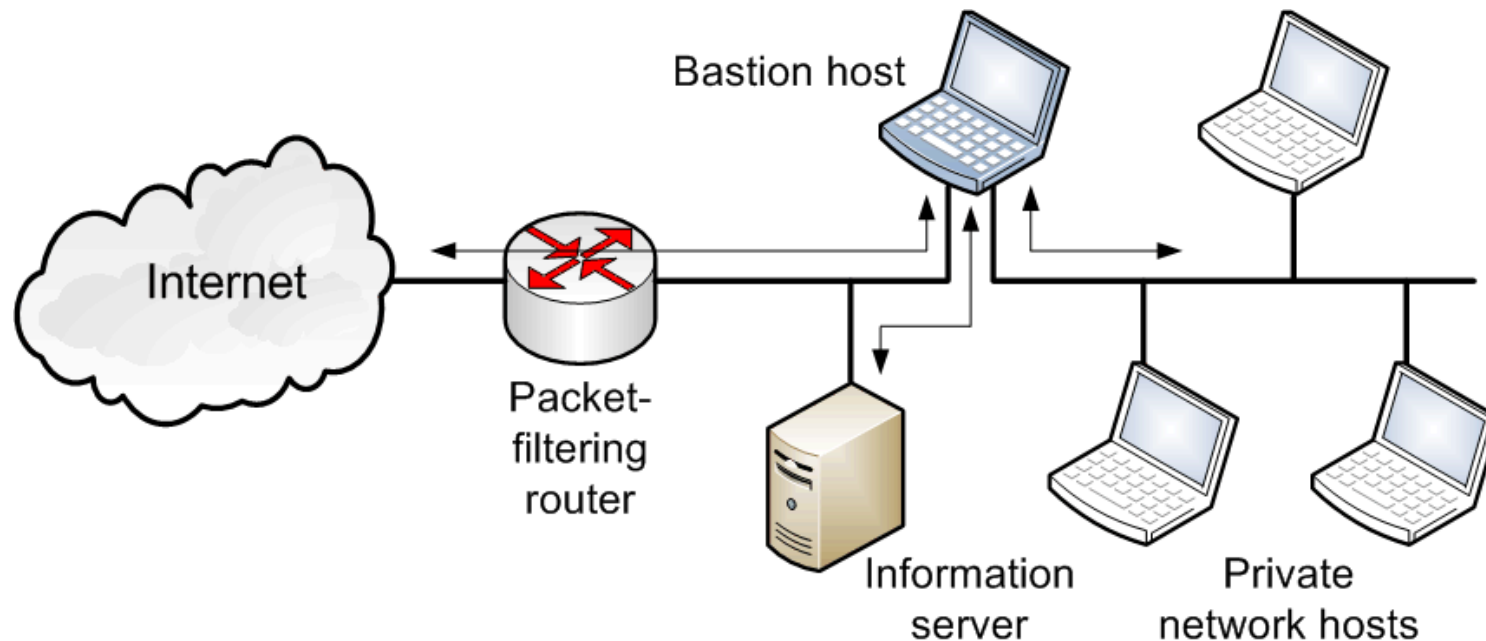 Bastion host
Internet
Packet-
filtering
router
Information
server
Private
network hosts